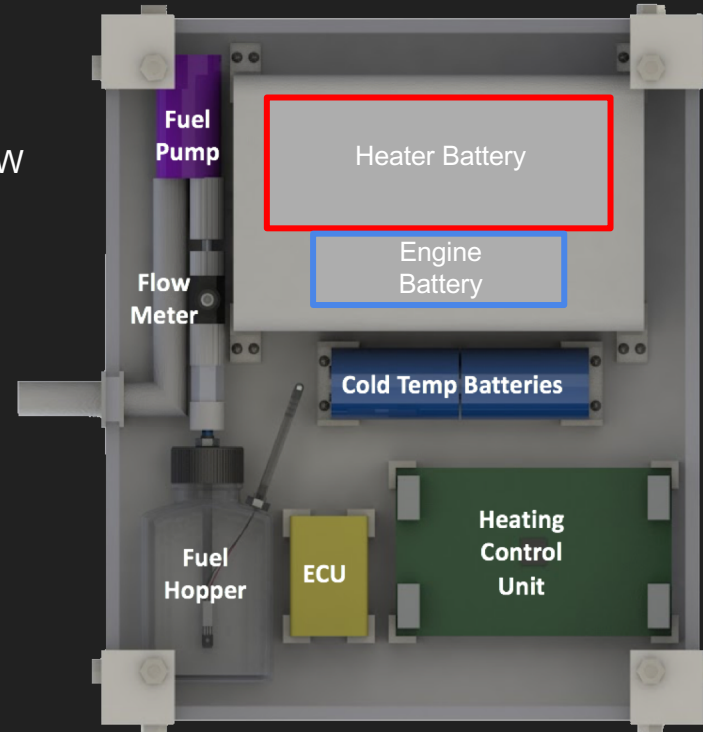 W
Fuel
Pump
Heater Battery
Engine
Battery
Flow
Meter
Cold Temp Batteries
Heating
Control
Unit
Fuel
Hopper
ECU